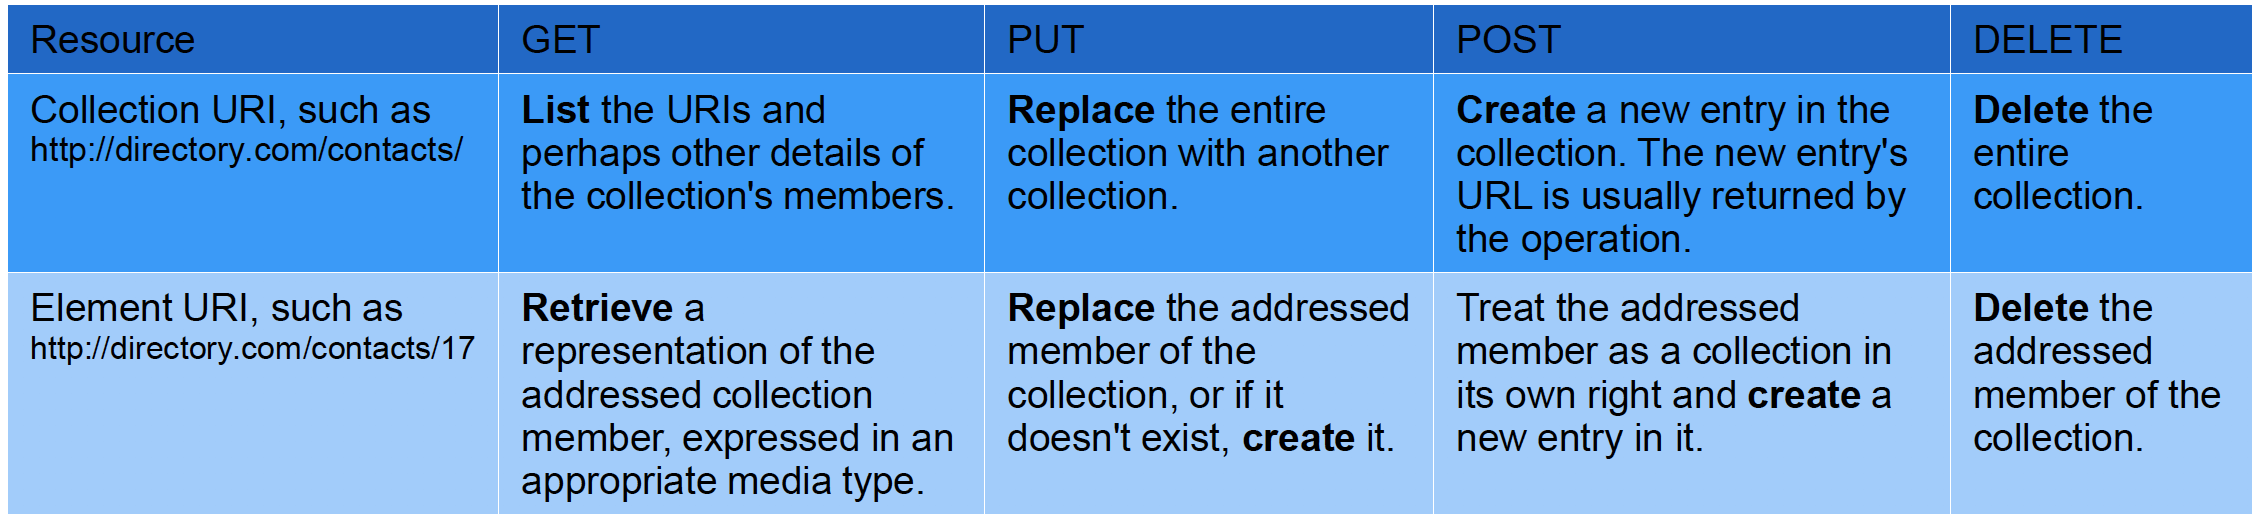 Resource
GET
PUT
POST
DELETE
Collection URI, such as
http://directory.com/contacts/
List the URIs and
perhaps other details of
the collection's members.
Replace the entire
collection with another
collection.
Create a new entry in the
collection. The new entry's
URL is usually returned by
the operation.
Delete the
entire
collection.
Element URI, such as
http://directory.com/contacts/17
Retrieve a
representation of the
addressed collection
member, expressed in an
appropriate media type.
Replace the addressed
member of the
collection, or if it
doesn't exist, create it.
Treat the addressed
member as a collection in
its own right and create a
new entry in it.
Delete the
addressed
member of the
collection.